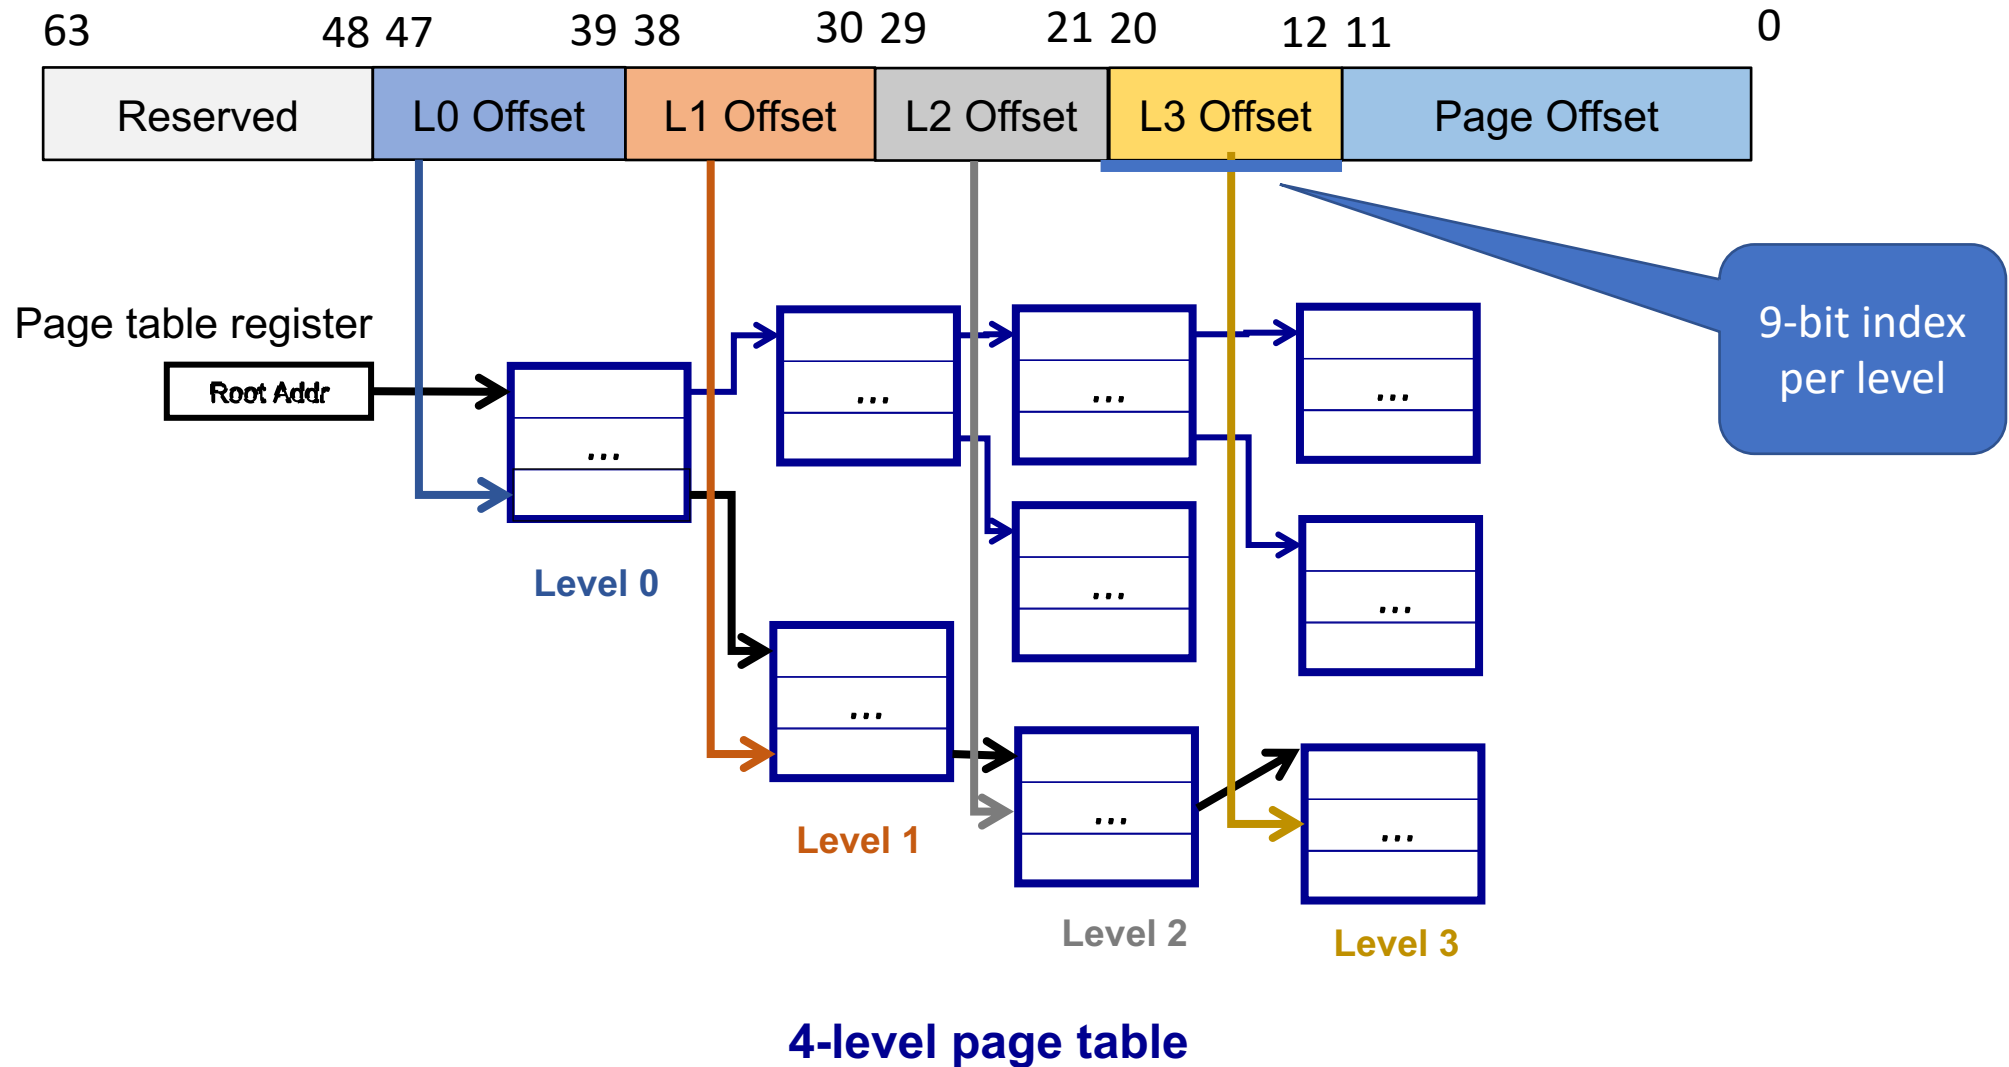 63 48 47 39 38 30 29 21 20 12 11 0
Reserved L0 Offset L1 Offset L2 Offset L3 Offset Page Offset
Page table register
Root Addr
9-bit index
per level
...
...
...
...
...
...
...
...
...
Level 0
Level 1
Level 2
Level 3
4-level page table